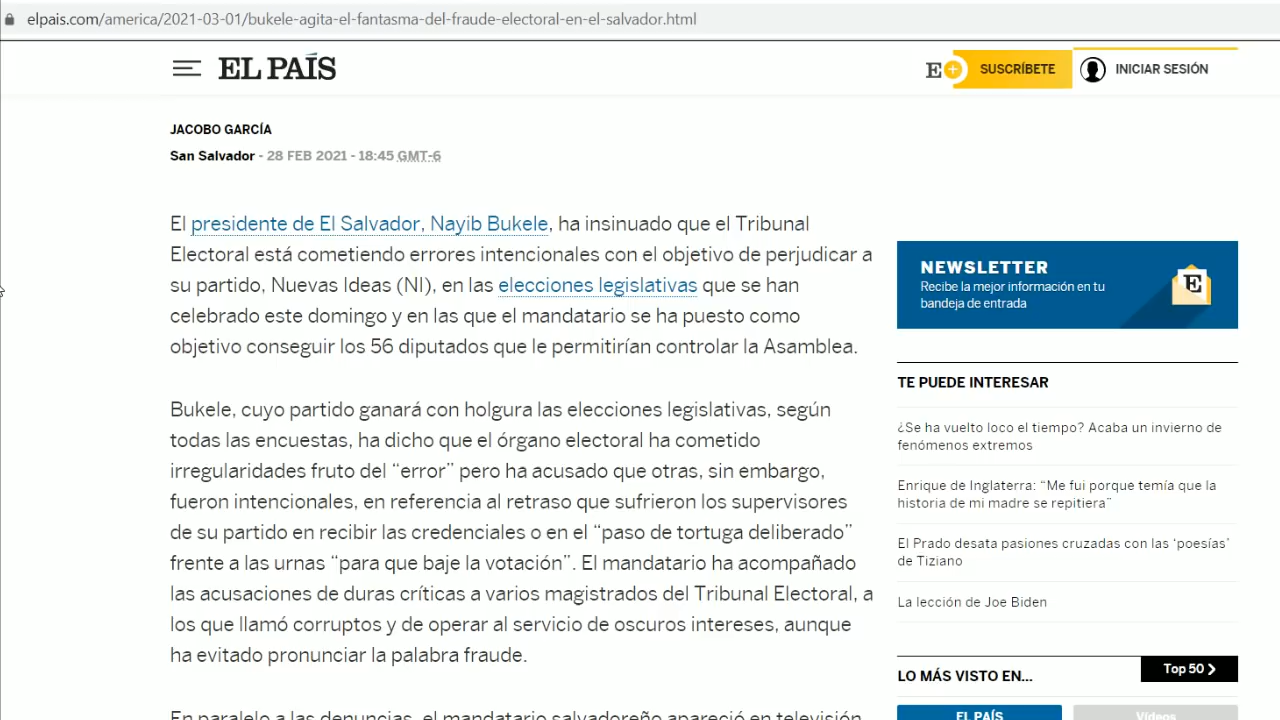 elpais.com/america/2021-03-01/bukele-agita-el-fantasma-del-fraude-electoral-en-el-salvador.html
EL PAÍS
E+ SUSCRÍBETE
INICIAR SESIÓN
JACOBO GARCÍA
San Salvador - 28 FEB 2021 - 18:45 GMT-6
El presidente de El Salvador, Nayib Bukele, ha insinuado que el Tribunal
Electoral está cometiendo errores intencionales con el objetivo de perjudicar a
su partido, Nuevas Ideas (NI), en las elecciones legislativas que se han
celebrado este domingo y en las que el mandatario se ha puesto como
objetivo conseguir los 56 diputados que le permitirían controlar la Asamblea.
Bukele, cuyo partido ganará con holgura las elecciones legislativas, según
todas las encuestas, ha dicho que el órgano electoral ha cometido
irregularidades fruto del “error” pero ha acusado que otras, sin embargo,
fueron intencionales, en referencia al retraso que sufrieron los supervisores
de su partido en recibir las credenciales o en el “paso de tortuga deliberado”
frente a las urnas “para que baje la votación”. El mandatario ha acompañado
las acusaciones de duras críticas a varios magistrados del Tribunal Electoral, a
los que llamó corruptos y de operar al servicio de oscuros intereses, aunque
ha evitado pronunciar la palabra fraude.
En paralelo a las denuncias, el mandatario salvadoreño apareció en televisión
NEWSLETTER
Recibe la mejor información en tu
bandeja de entrada
E
TE PUEDE INTERESAR
¿Se ha vuelto loco el tiempo? Acaba un invierno de
fenómenos extremos
Enrique de Inglaterra: “Me fui porque temía que la
historia de mi madre se repitiera”
El Prado desata pasiones cruzadas con las ‘poesías’
de Tiziano
La lección de Joe Biden
LO MÁS VISTO EN...
Top 50
EL PAÍS
Vídeos